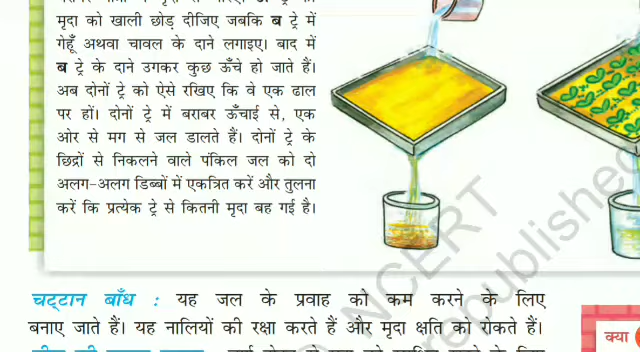 मृदा को खाली छोड़ दीजिए जबकि ब ट्रे में
गेहूँ अथवा चावल के दाने लगाइए। बाद में
ब ट्रे के दाने उगकर कुछ ऊँचे हो जाते हैं।
अब दोनों ट्रे को ऐसे रखिए कि वे एक ढाल
पर हों। दोनों ट्रे में बराबर ऊँचाई से, एक
ओर से मग से जल डालते हैं। दोनों ट्रे के
छिद्रों से निकलने वाले पंकिल जल को दो
अलग-अलग डिब्बों में एकत्रित करें और तुलना
करें कि प्रत्येक ट्रे से कितनी मृदा बह गई है।
चट्टान बाँध : यह जल के प्रवाह को कम करने के लिए
बनाए जाते हैं। यह नालियों की रक्षा करते हैं और मृदा क्षति को रोकते हैं।
क्या
NCERT
republished